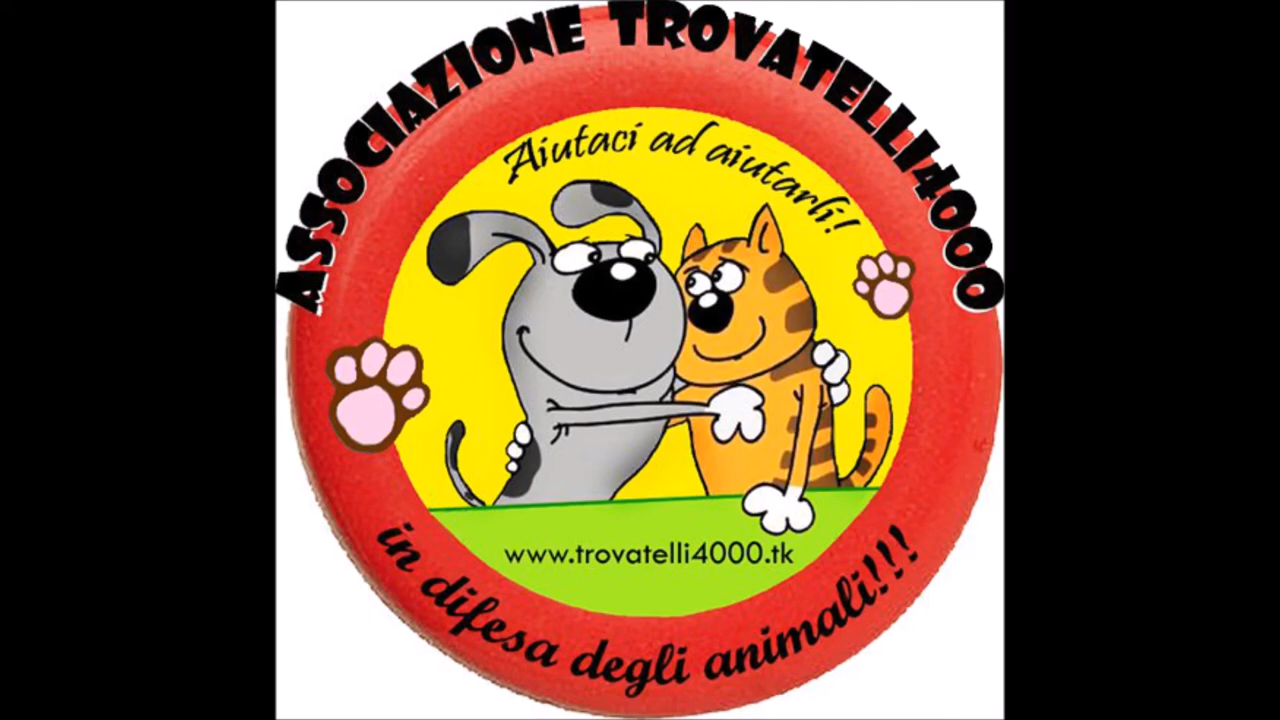 ASSOCIAZIONE TROVATELLI4000
Aiutaci ad aiutarli!
www.trovatelli4000.tk
in difesa degli animali!!!